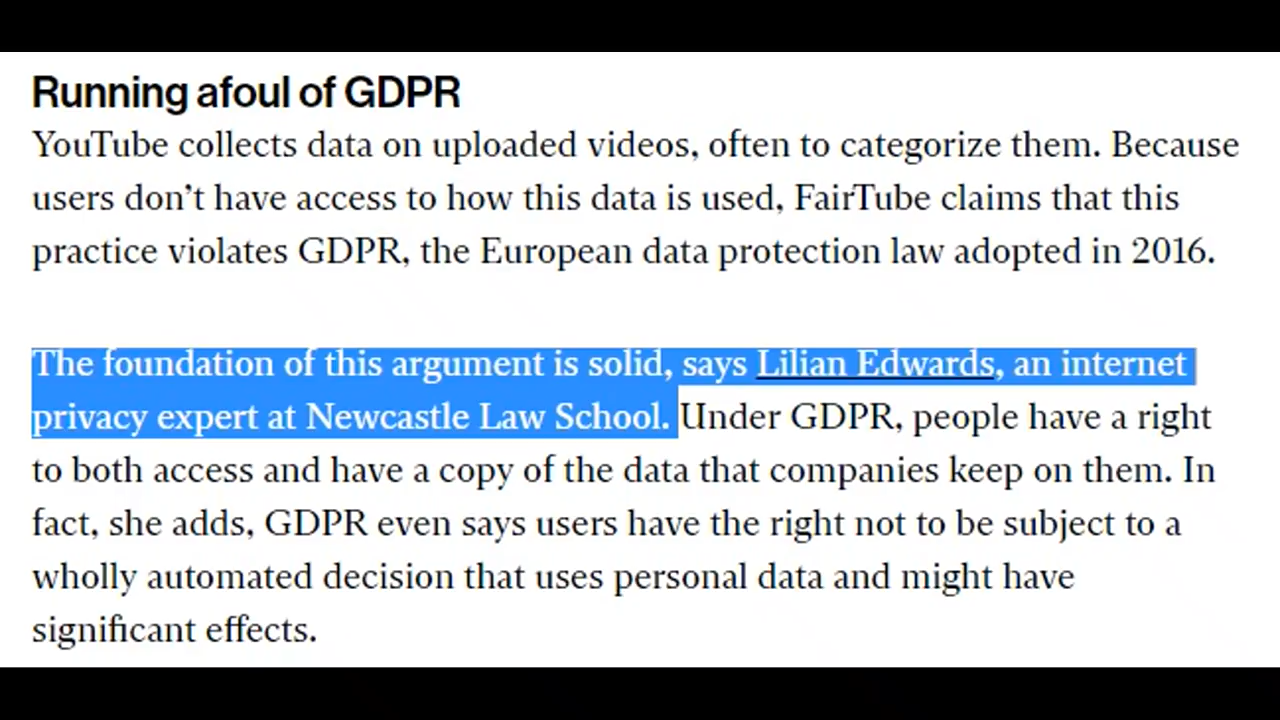 Running afoul of GDPR
YouTube collects data on uploaded videos, often to categorize them. Because
users don’t have access to how this data is used, FairTube claims that this
practice violates GDPR, the European data protection law adopted in 2016.
The foundation of this argument is solid, says Lilian Edwards, an internet
privacy expert at Newcastle Law School. Under GDPR, people have a right
to both access and have a copy of the data that companies keep on them. In
fact, she adds, GDPR even says users have the right not to be subject to a
wholly automated decision that uses personal data and might have
significant effects.